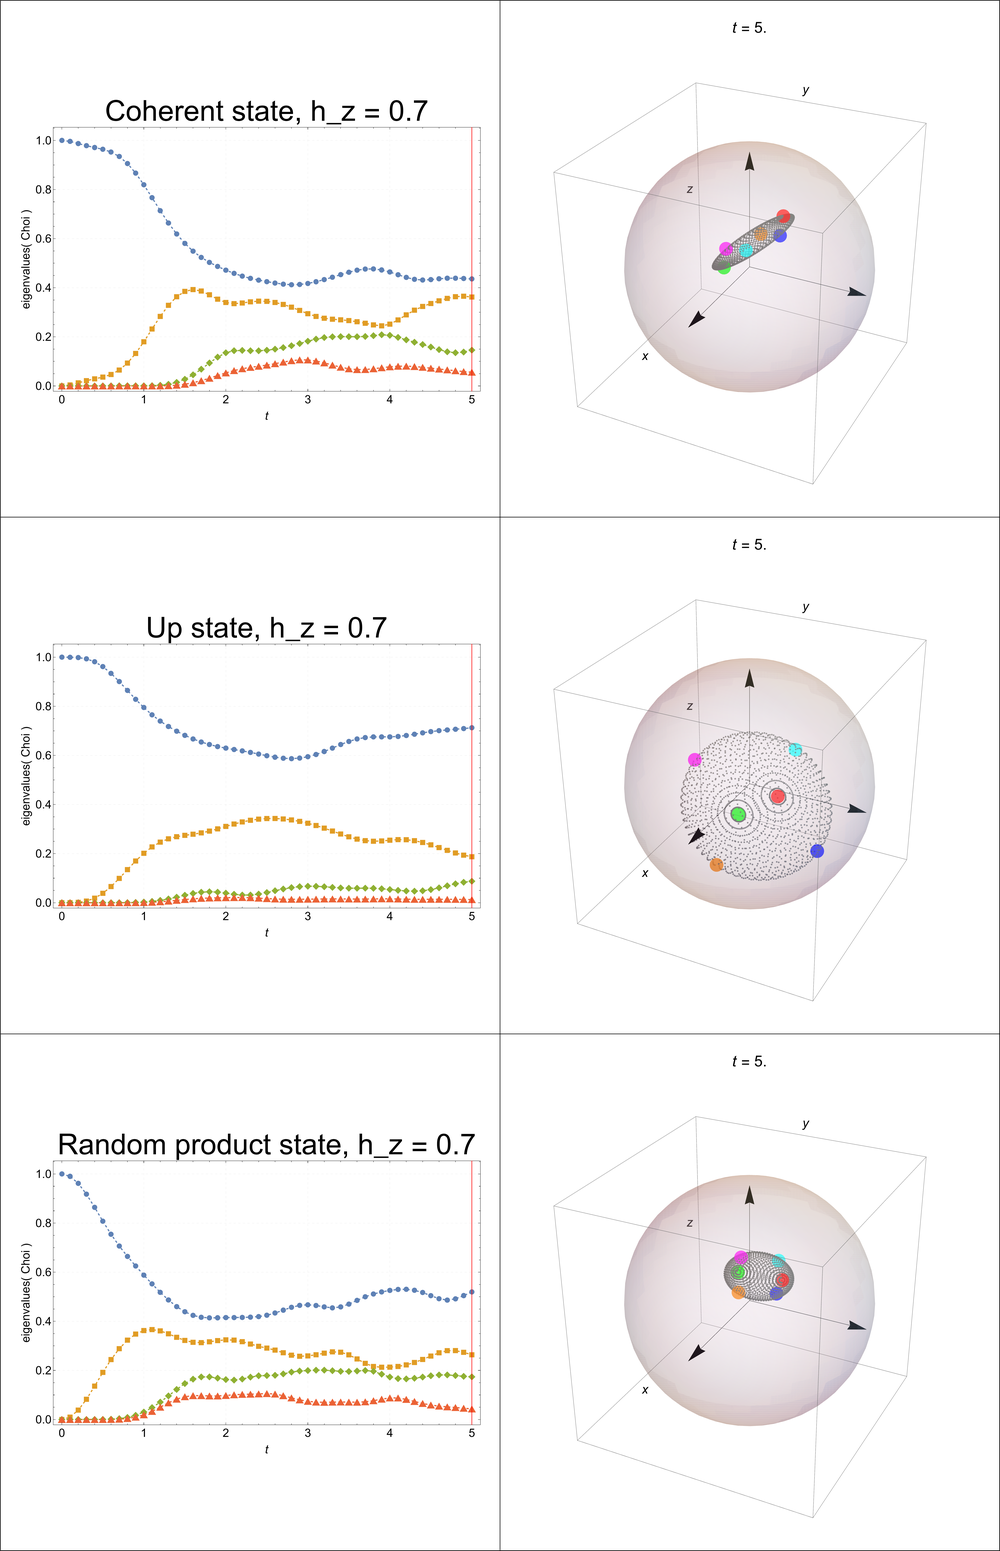 Coherent state, h_z = 0.7
eigenvalues( Choi )
1.0
0.8
0.6
0.4
0.2
0.0
0 1 2 3 4 5
t
t = 5.
y
z
x
Up state, h_z = 0.7
eigenvalues( Choi )
1.0
0.8
0.6
0.4
0.2
0.0
0 1 2 3 4 5
t
t = 5.
y
z
x
Random product state, h_z = 0.7
eigenvalues( Choi )
1.0
0.8
0.6
0.4
0.2
0.0
0 1 2 3 4 5
t
t = 5.
y
z
x